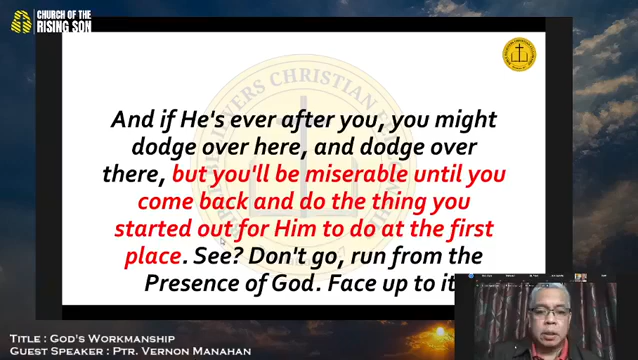 CHURCH OF THE
RISING SON
And if He's ever after you, you might
dodge over here, and dodge over
there, but you'll be miserable until you
come back and do the thing you
started out for Him to do at the first
place. See? Don't go, run from the
Presence of God. Face up to it
TITLE : GOD'S WORKMANSHIP
GUEST SPEAKER : PTR. VERNON MANAHAN